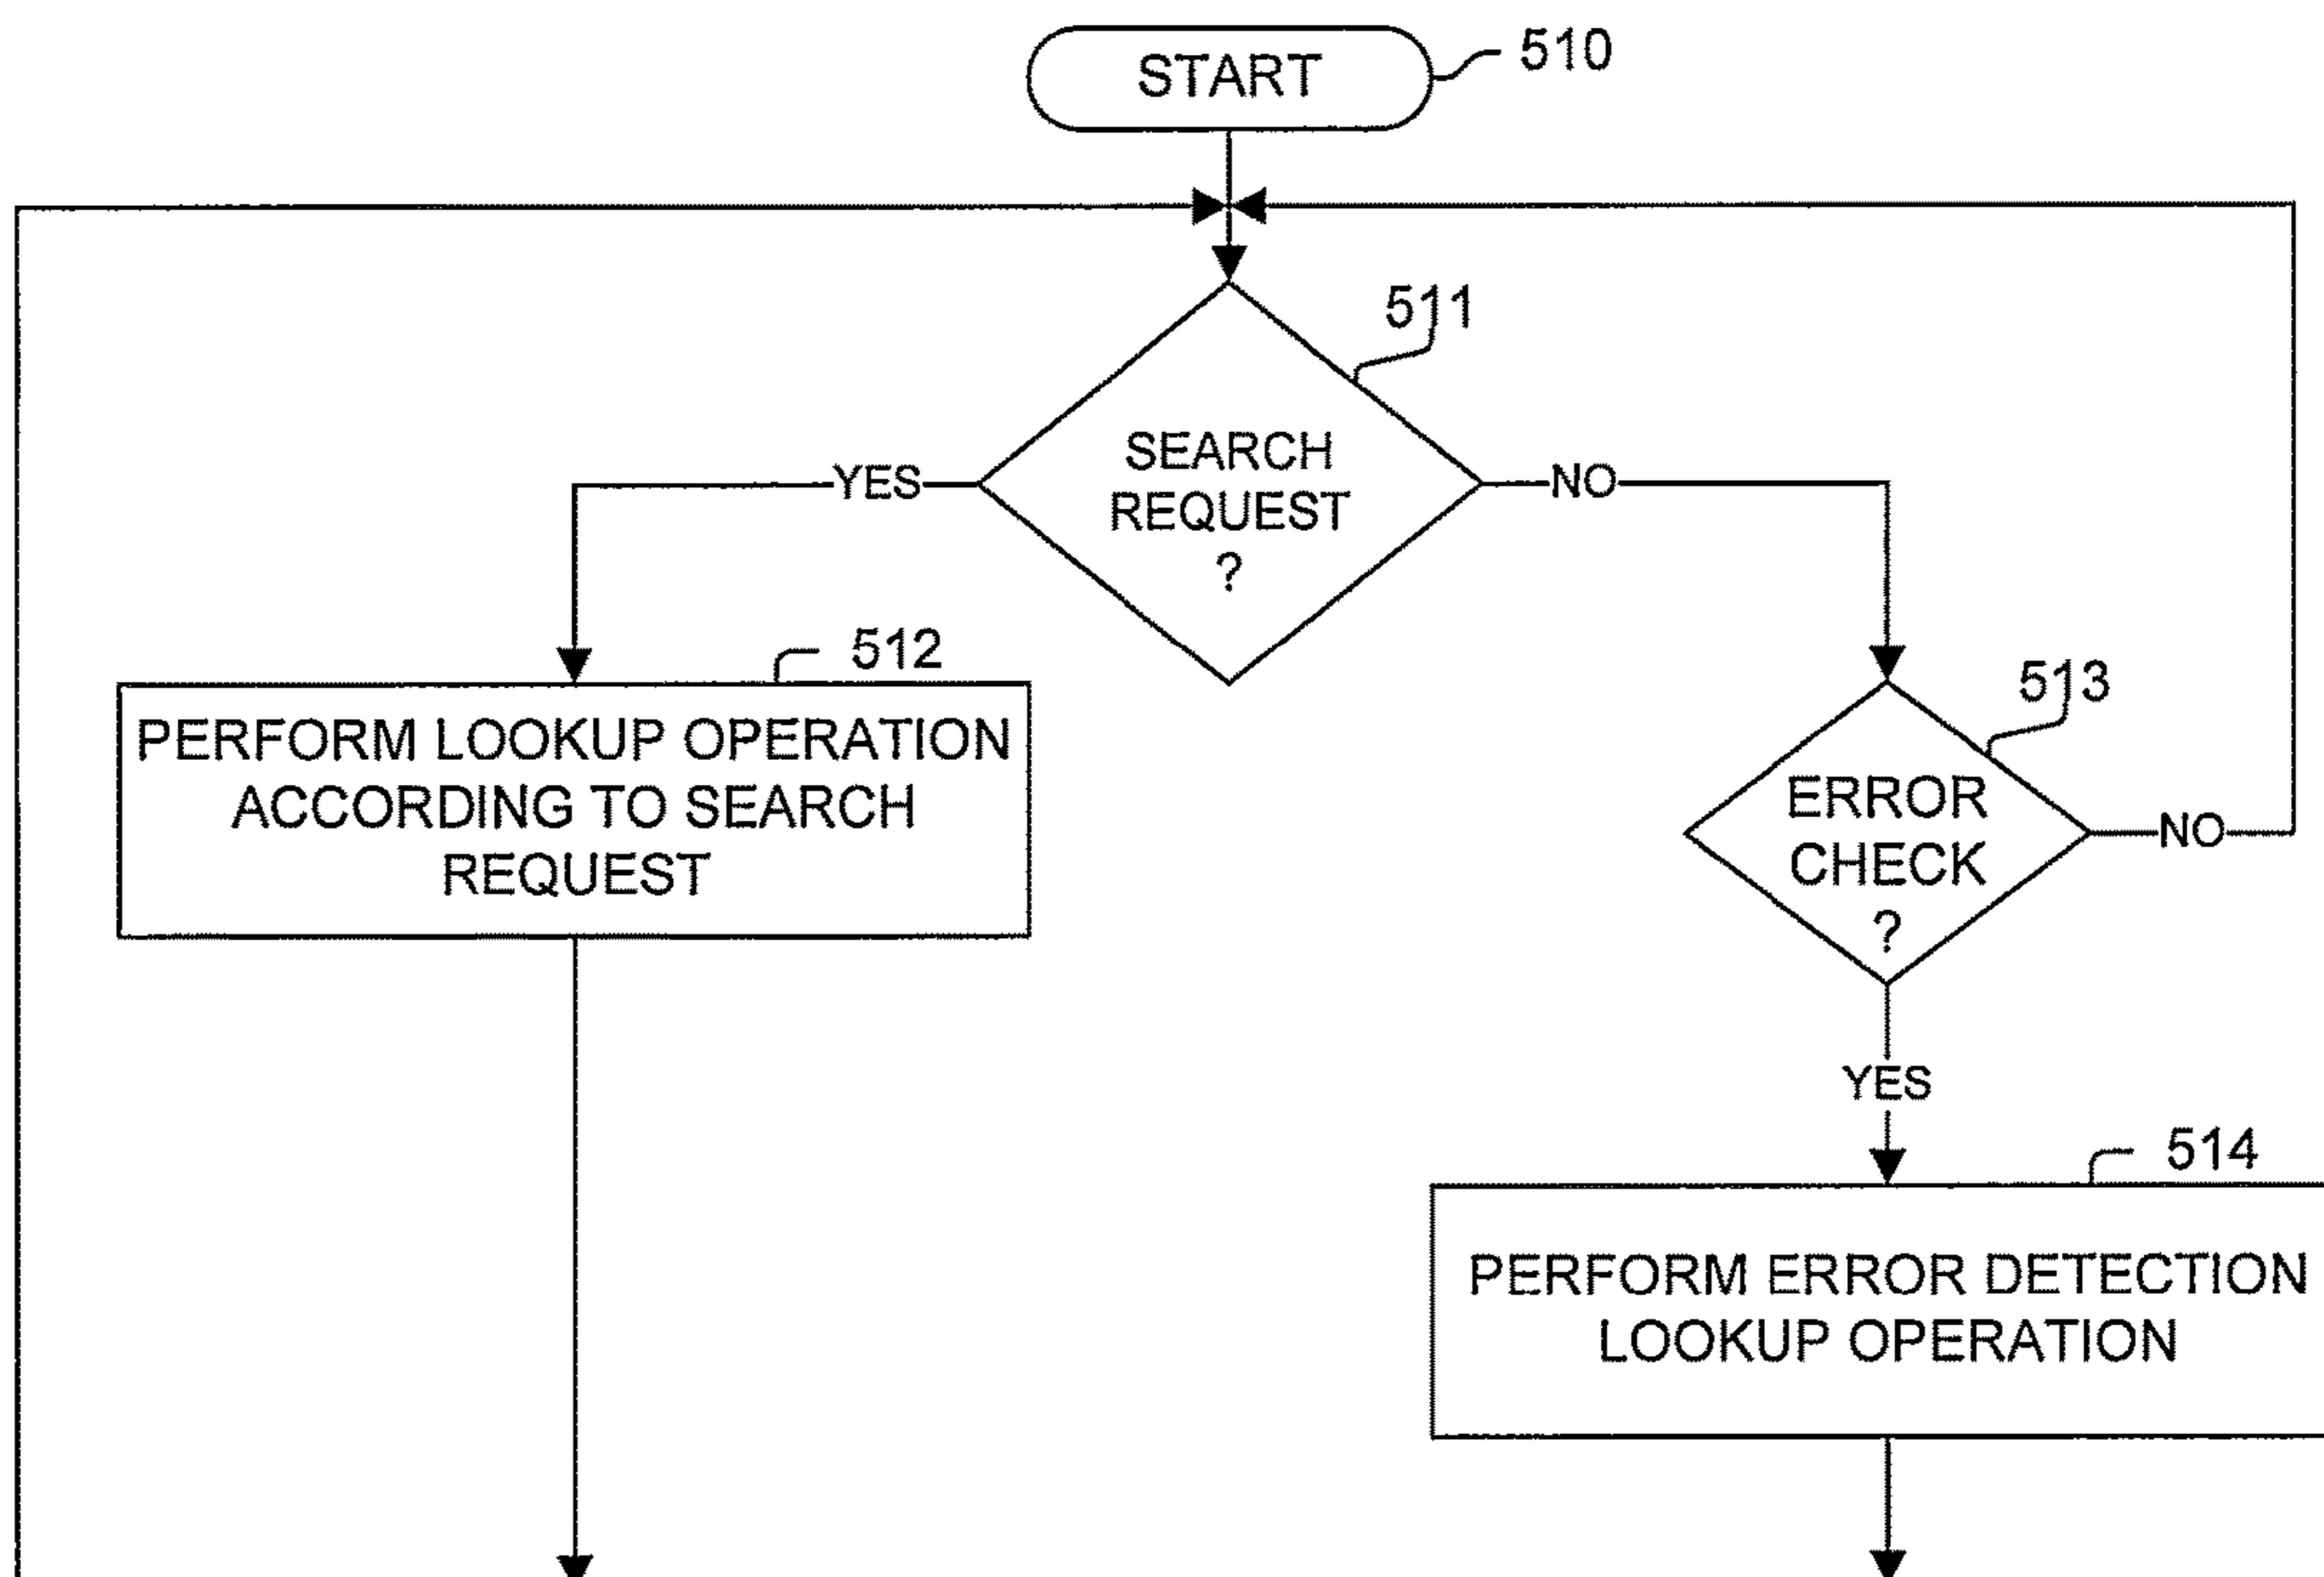 START
510
511
SEARCH
REQUEST
?
YES
NO
512
PERFORM LOOKUP OPERATION
ACCORDING TO SEARCH
REQUEST
513
ERROR
CHECK
?
NO
YES
514
PERFORM ERROR DETECTION
LOOKUP OPERATION